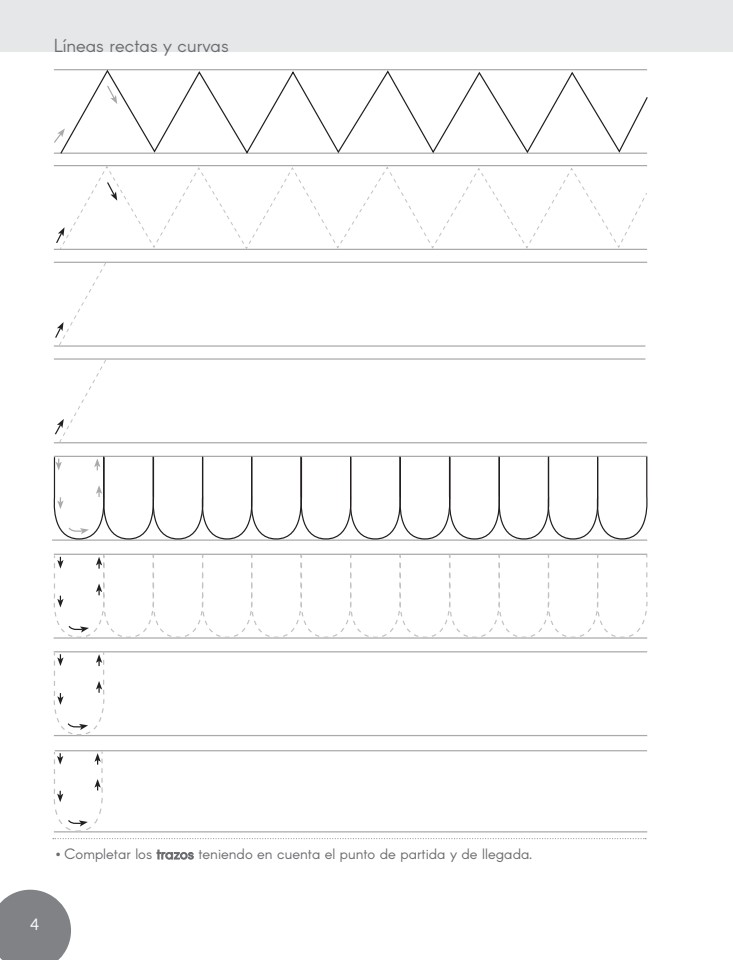 Líneas rectas y curvas
• Completar los trazos teniendo en cuenta el punto de partida y de llegada.
4